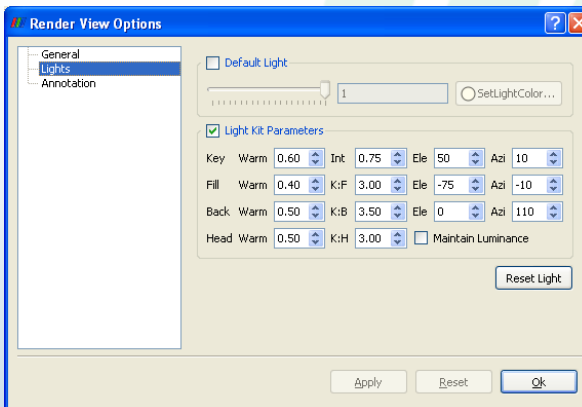 Render View Options
General
Lights
Annotation
Default Light
1 SetLightColor...
Light Kit Parameters
Key Warm 0.60 Int 0.75 Ele 50 Azi 10
Fill Warm 0.40 K:F 3.00 Ele -75 Azi -10
Back Warm 0.50 K:B 3.50 Ele 0 Azi 110
Head Warm 0.50 K:H 3.00 Maintain Luminance
Reset Light
Apply Reset Ok